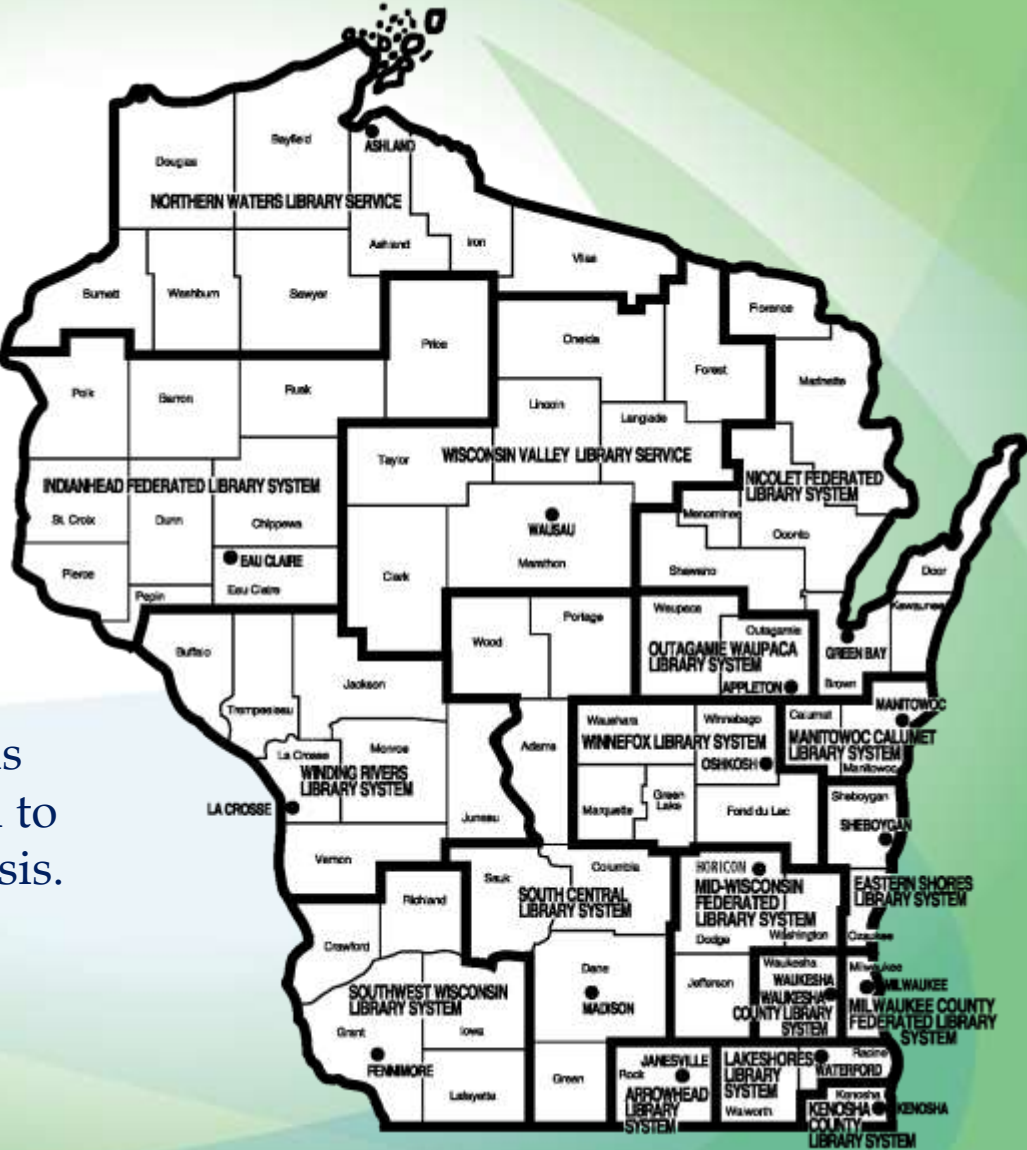 Bayfield
ASHLAND
Douglas
NORTHERN WATERS LIBRARY SERVICE
Ashland
Iron
Vilas
Burnett
Washburn
Sawyer
Florence
Price
Oneida
Forest
Marinette
Polk
Barron
Rusk
Lincoln
Langlade
Taylor
WISCONSIN VALLEY LIBRARY SERVICE
NICOLET FEDERATED
LIBRARY SYSTEM
INDIANHEAD FEDERATED LIBRARY SYSTEM
St. Croix
Dunn
Chippewa
Menominee
WAUSAU
Oconto
EAU CLAIRE
Marathon
Pierce
Clark
Shawano
Door
Eau Claire
Pepin
Kewaunee
Waupaca
Portage
Wood
Outagamie
OUTAGAMIE WAUPACA
LIBRARY SYSTEM
GREEN BAY
Buffalo
Jackson
APPLETON
Brown
Trempealeau
MANITOWOC
Waushara
Winnebago
Calumet
WINNEFOX LIBRARY SYSTEM
MANITOWOC CALUMET
LIBRARY SYSTEM
Adams
La Crosse
Monroe
OSHKOSH
Manitowoc
WINDING RIVERS
LIBRARY SYSTEM
Sheboygan
LA CROSSE
Juneau
Marquette
Green
Lake
Fond du Lac
SHEBOYGAN
Vernon
Columbia
Sauk
HORICON
SOUTH CENTRAL
LIBRARY SYSTEM
MID-WISCONSIN
FEDERATED
LIBRARY SYSTEM
EASTERN SHORES
LIBRARY SYSTEM
Richland
Crawford
Dodge
Washington
Ozaukee
Dane
Jefferson
Waukesha
Milwaukee
WAUKESHA
MILWAUKEE
SOUTHWEST WISCONSIN
LIBRARY SYSTEM
MADISON
WAUKESHA
COUNTY LIBRARY
SYSTEM
MILWAUKEE COUNTY
FEDERATED LIBRARY
SYSTEM
Grant
Iowa
FENNIMORE
JANESVILLE
LAKESHORES
LIBRARY
SYSTEM
Racine
WATERFORD
Lafayette
Green
Rock
ARROWHEAD
LIBRARY
SYSTEM
Walworth
Kenosha
KENOSHA
COUNTY
LIBRARY SYSTEM
KENOSHA
to